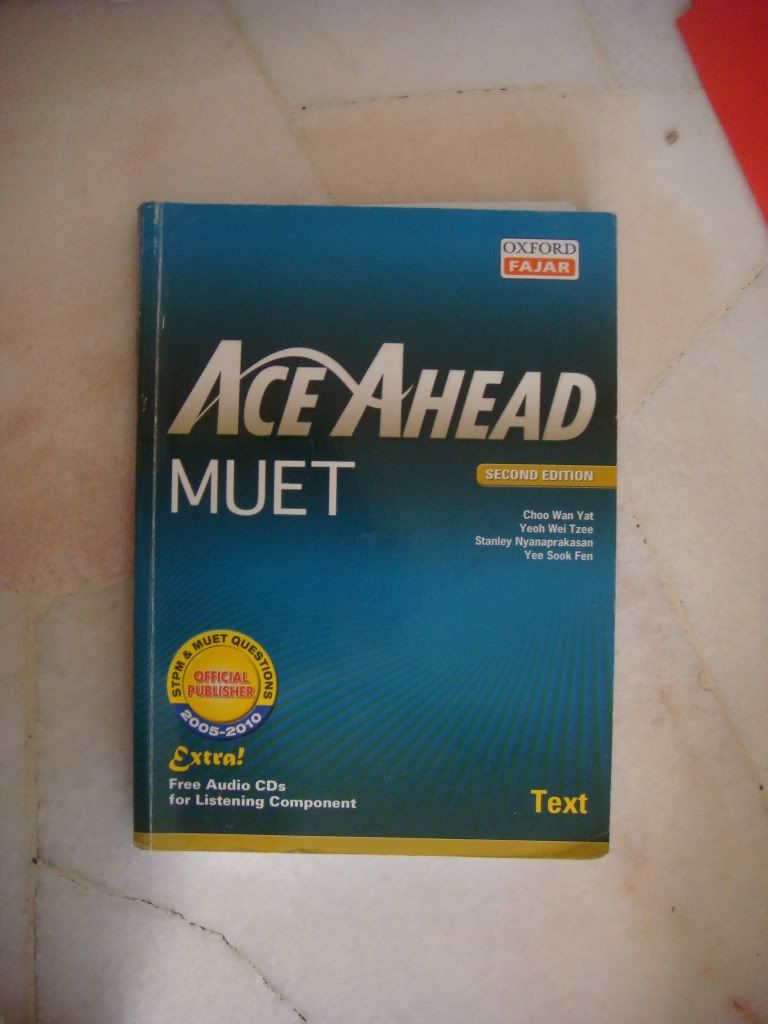 OXFORD
FAJAR
ACE AHEAD
MUET
SECOND EDITION
Choo Wan Yat
Yeoh Wei Tzee
Stanley Nyanaprakasan
Yee Sook Fen
STPM & MUET QUESTIONS
OFFICIAL
PUBLISHER
2005-2010
Extra!
Free Audio CDs
for Listening Component
Text